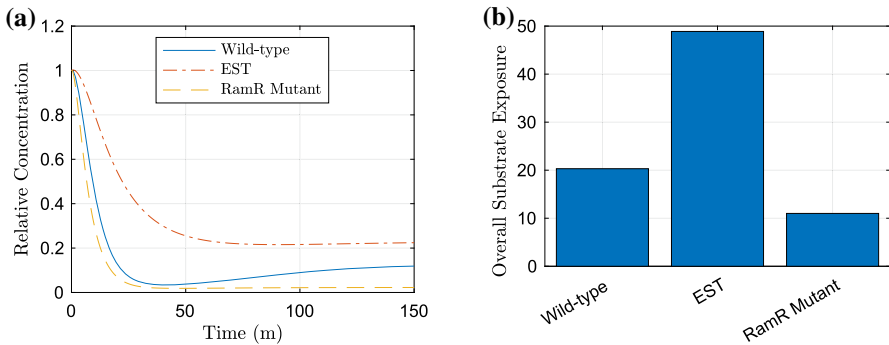 (a)
1.2
1
0.8
0.6
0.4
0.2
0
0 50 100 150
Relative Concentration
Time (m)
Wild-type
EST
RamR Mutant
(b)
50
40
30
20
10
0
Overall Substrate Exposure
Wild-type
EST
RamR Mutant